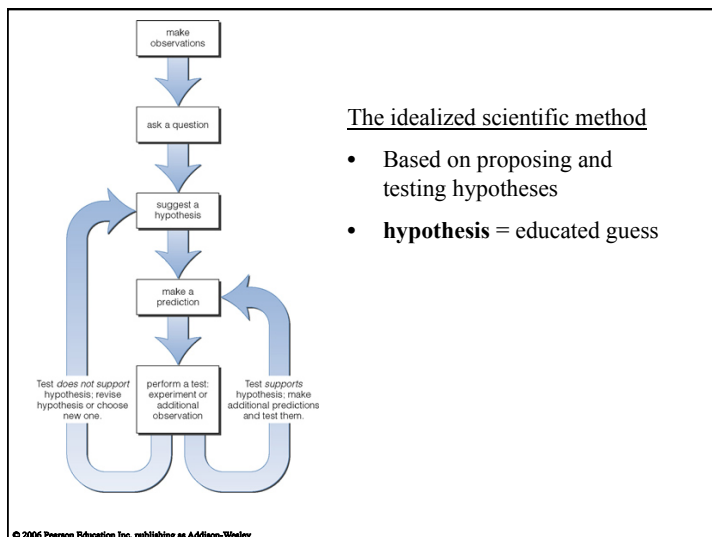 make
observations
ask a question
suggest a
hypothesis
make a
prediction
Test does not support
hypothesis; revise
hypothesis or choose
new one.
perform a test:
experiment or
additional
observation
Test supports
hypothesis; make
additional predictions
and test them.
The idealized scientific method
• Based on proposing and
testing hypotheses
• hypothesis = educated guess
© 2006 Pearson Education Inc, publishing as Addison-Wesley